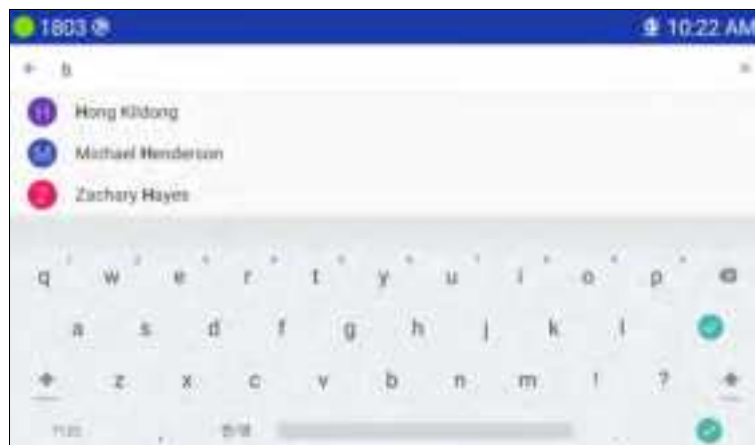 1803 10:22 AM
h
H Hong Kildong
M Michael Henderson
Z Zachary Hayes
q w e r t y u i o p
a s d f g h j k l
z x c v b n m ! ?
, .